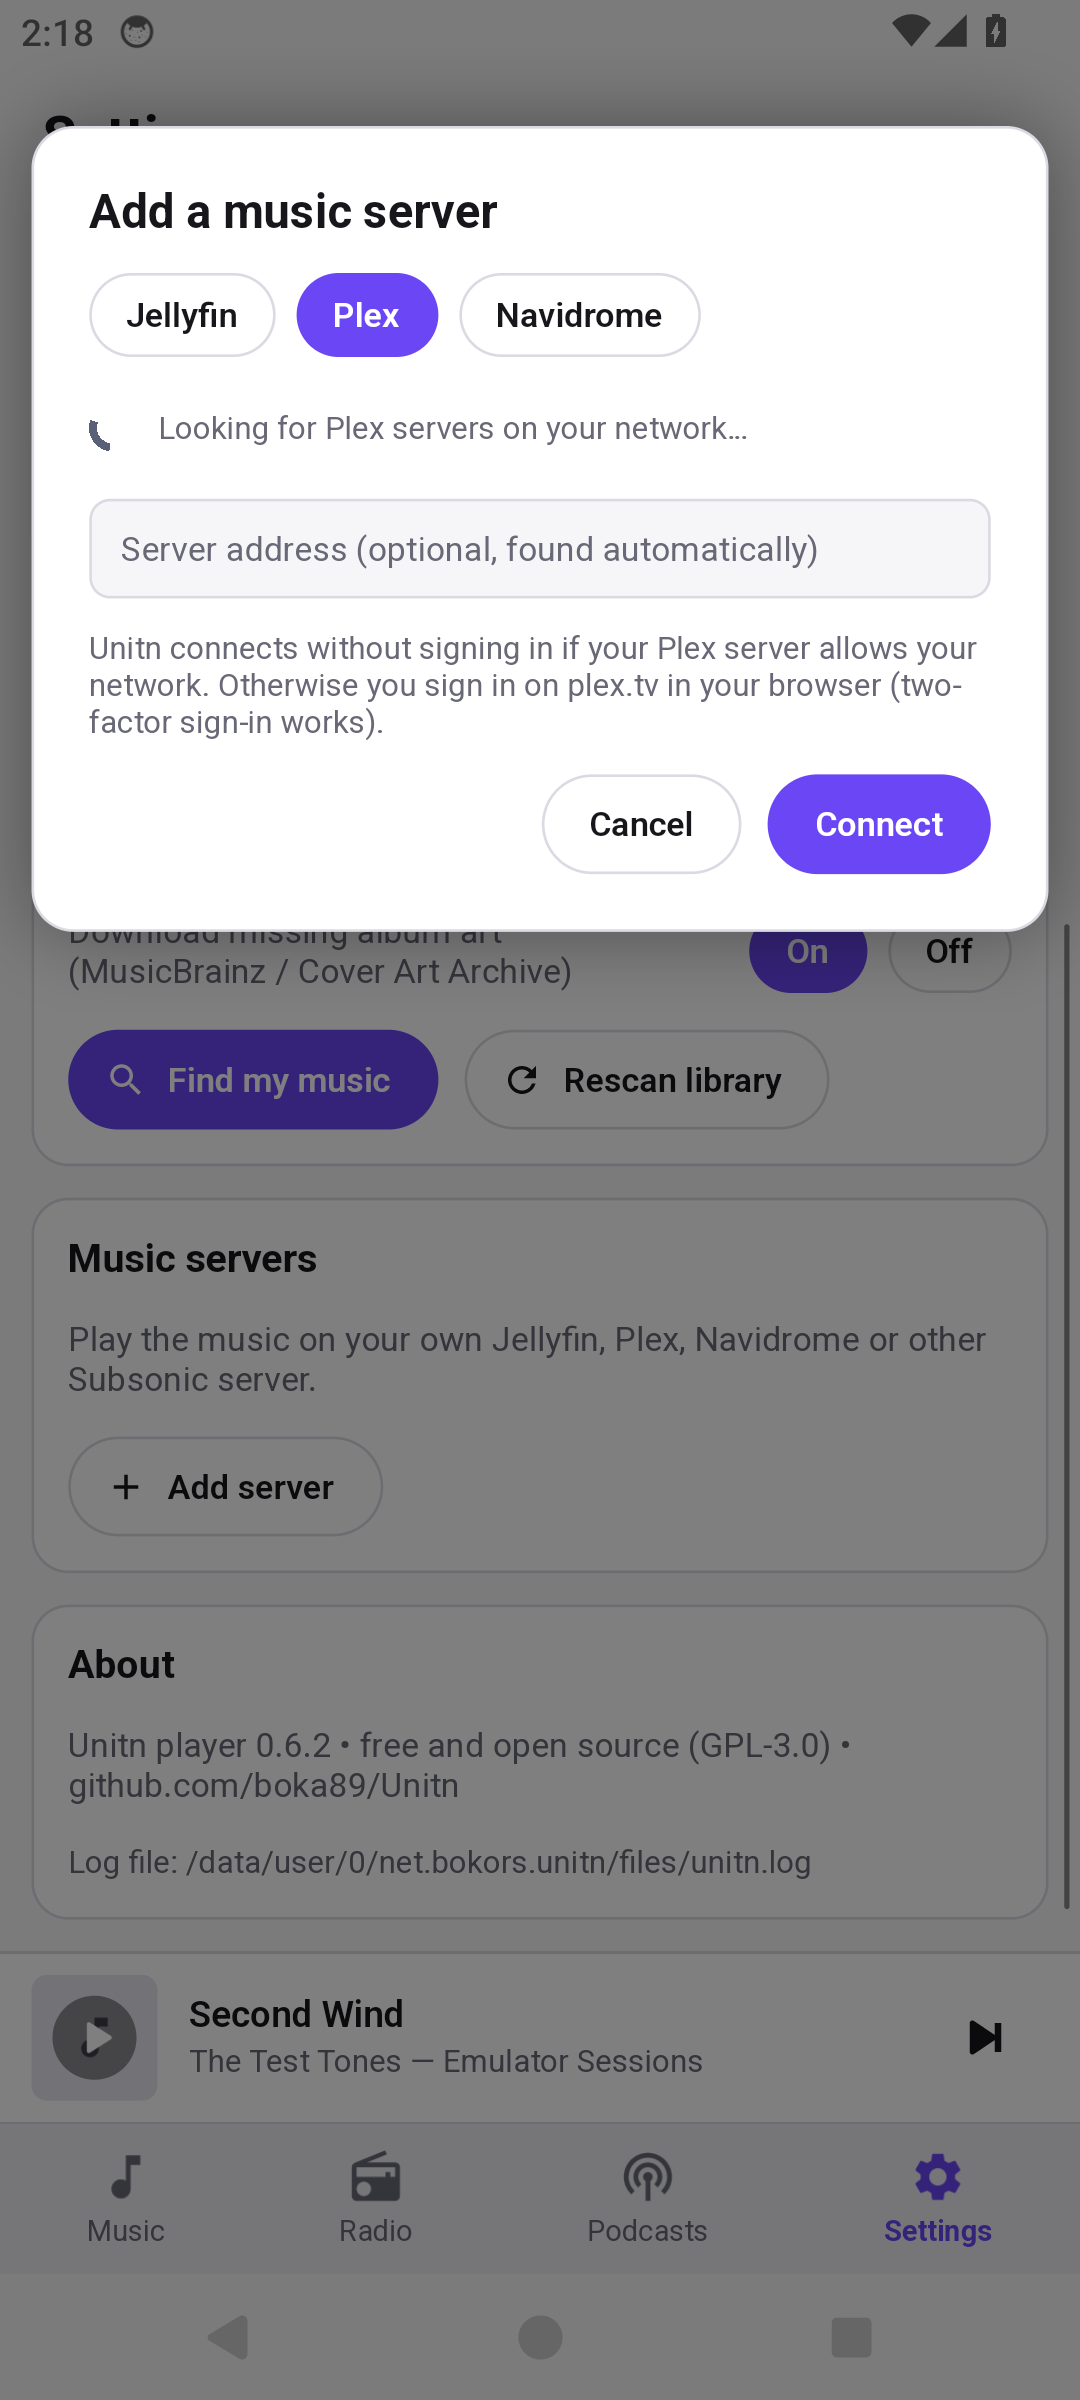 2:18
Add a music server
Jellyfin
Plex
Navidrome
Looking for Plex servers on your network…
Server address (optional, found automatically)
Unitn connects without signing in if your Plex server allows your
network. Otherwise you sign in on plex.tv in your browser (two-
factor sign-in works).
Cancel
Connect
Download missing album art
(MusicBrainz / Cover Art Archive)
On
Off
Find my music
Rescan library
Music servers
Play the music on your own Jellyfin, Plex, Navidrome or other
Subsonic server.
Add server
About
Unitn player 0.6.2 • free and open source (GPL-3.0) •
github.com/boka89/Unitn
Log file: /data/user/0/net.bokors.unitn/files/unitn.log
Second Wind
The Test Tones — Emulator Sessions
Music
Radio
Podcasts
Settings